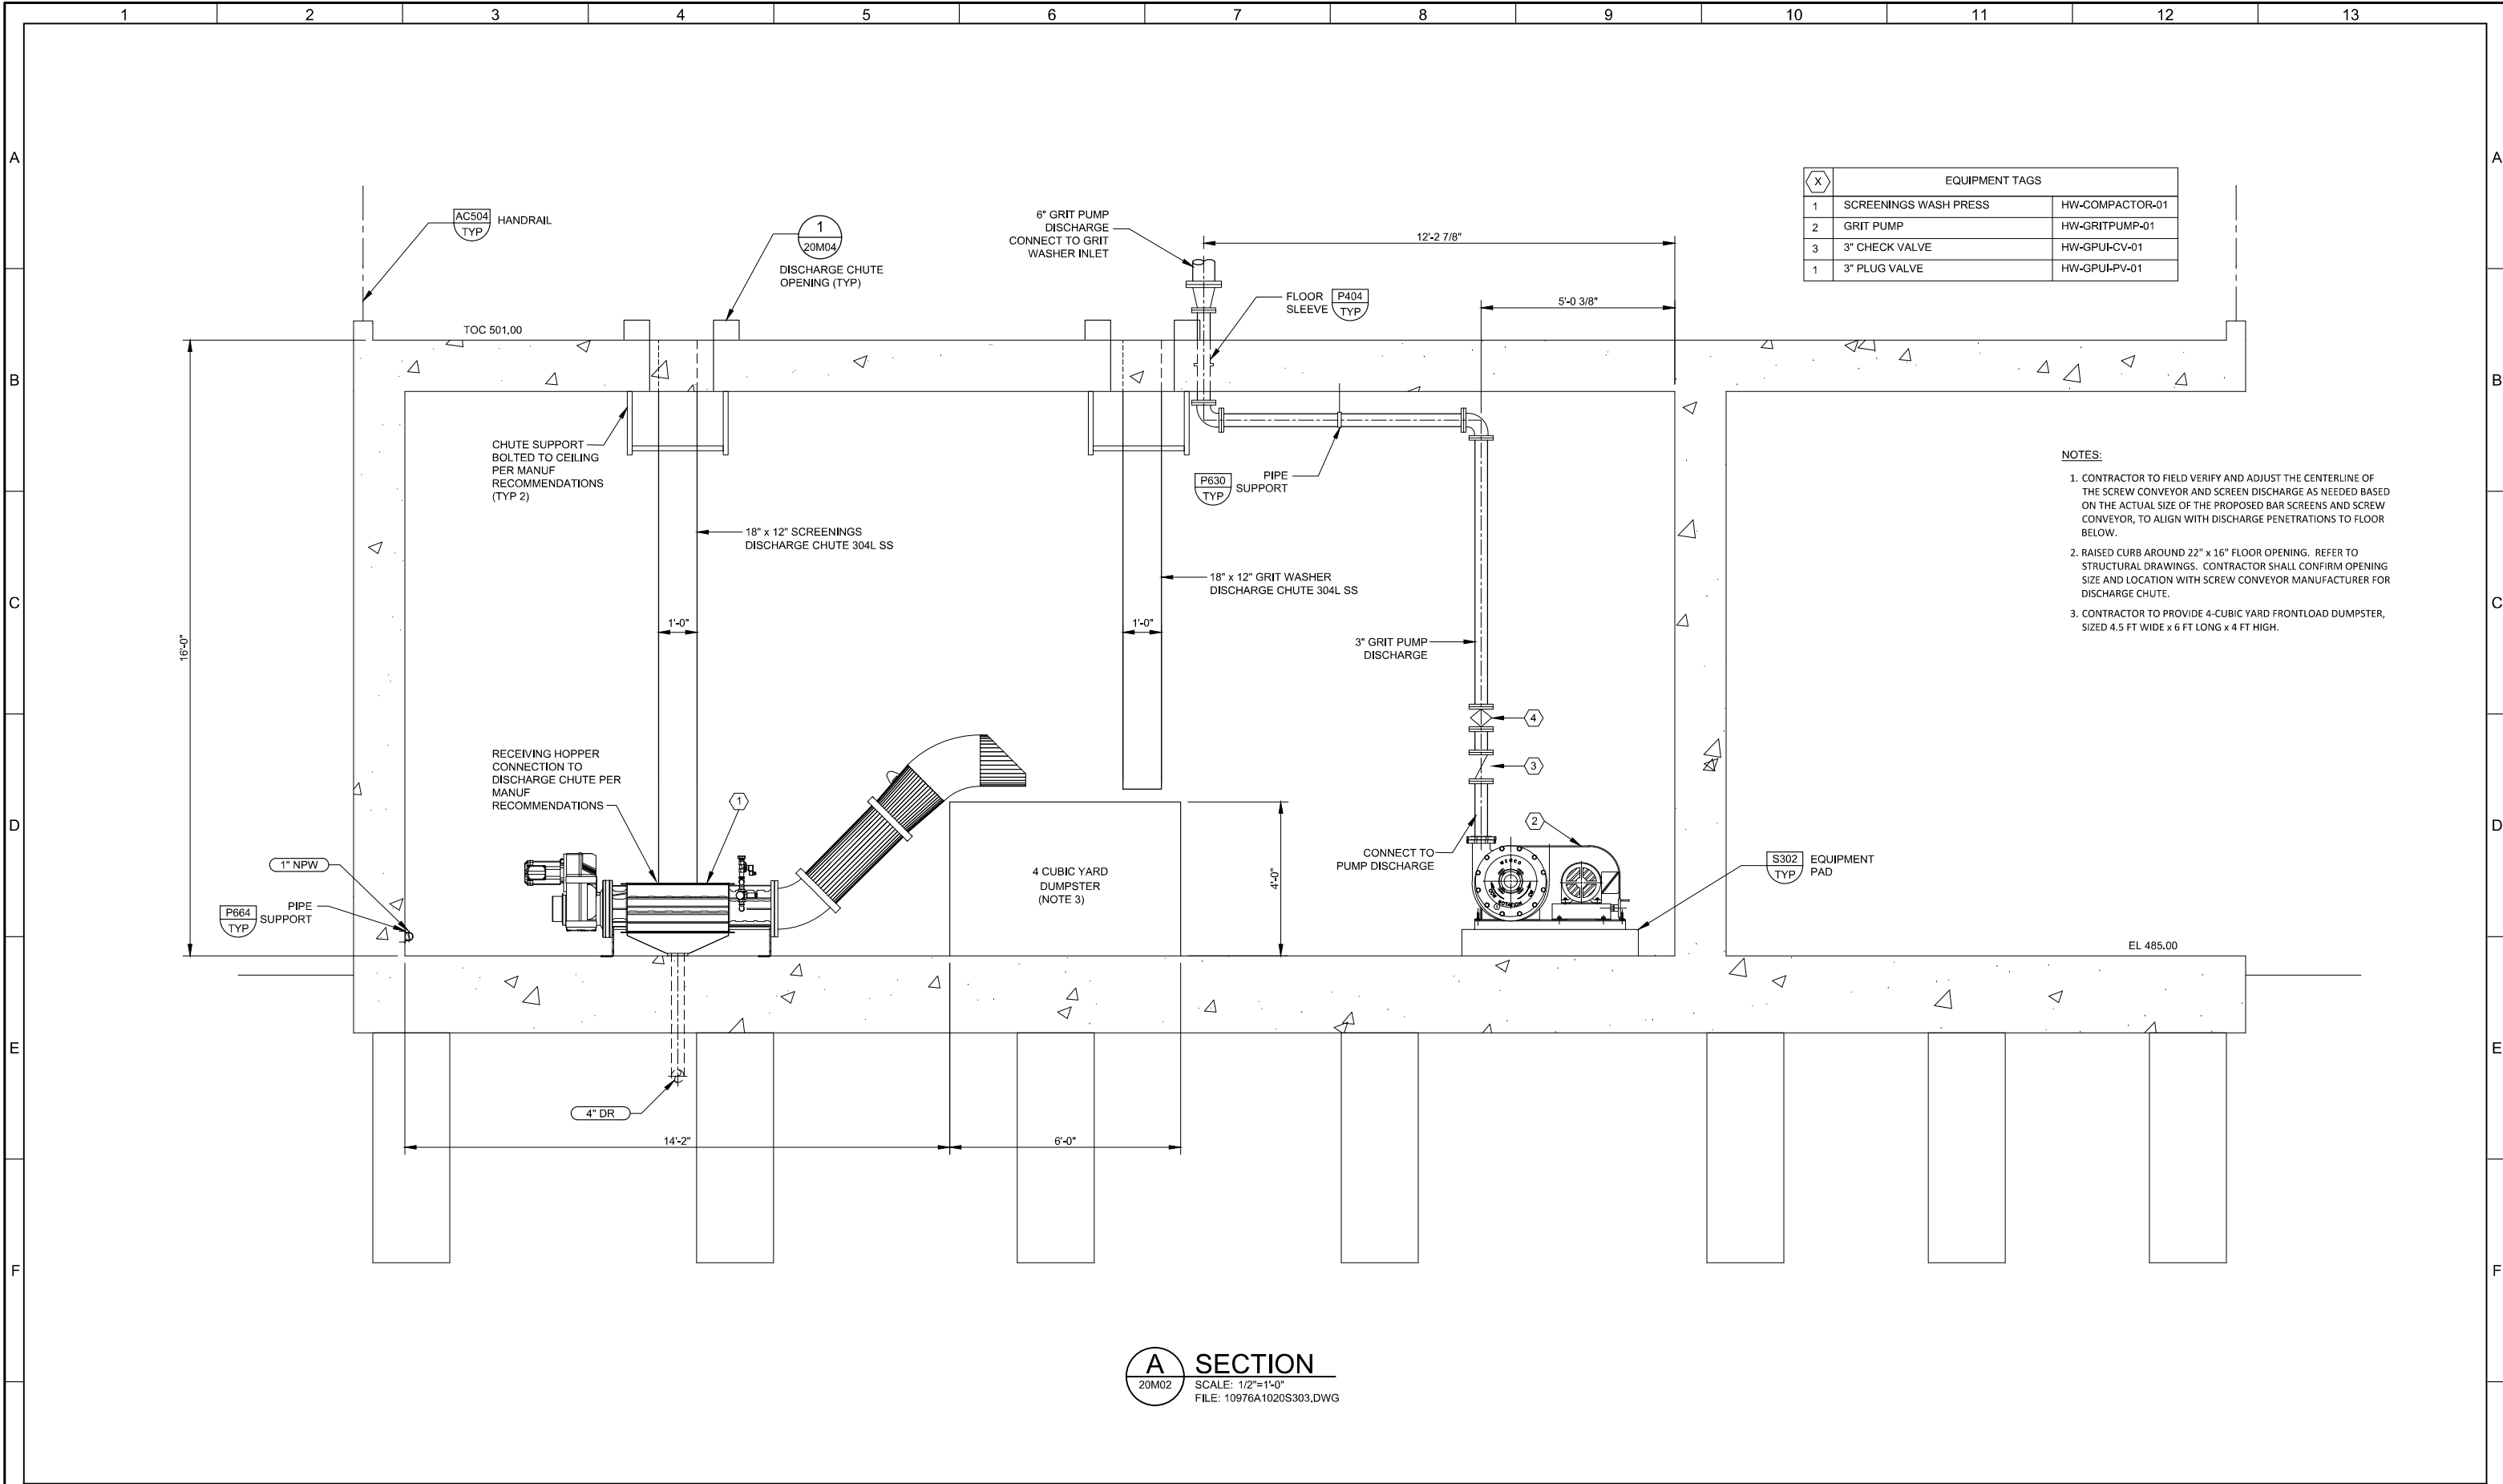 1 2 3 4 5 6 7 8 9 10 11 12 13
A
B
C
D
E
F
A
B
C
D
E
F
AC504
TYP
HANDRAIL
1
20M04
DISCHARGE CHUTE
OPENING (TYP)
6" GRIT PUMP
DISCHARGE
CONNECT TO GRIT
WASHER INLET
12'-2 7/8"
FLOOR
SLEEVE
P404
TYP
5'-0 3/8"
X EQUIPMENT TAGS
1 SCREENINGS WASH PRESS HW-COMPACTOR-01
2 GRIT PUMP HW-GRITPUMP-01
3 3" CHECK VALVE HW-GPUI-CV-01
1 3" PLUG VALVE HW-GPUI-PV-01
TOC 501.00
16'-0"
CHUTE SUPPORT
BOLTED TO CEILING
PER MANUF
RECOMMENDATIONS
(TYP 2)
P630
TYP
PIPE
SUPPORT
18" x 12" SCREENINGS
DISCHARGE CHUTE 304L SS
18" x 12" GRIT WASHER
DISCHARGE CHUTE 304L SS
1'-0"
1'-0"
3" GRIT PUMP
DISCHARGE
NOTES:
1. CONTRACTOR TO FIELD VERIFY AND ADJUST THE CENTERLINE OF
THE SCREW CONVEYOR AND SCREEN DISCHARGE AS NEEDED BASED
ON THE ACTUAL SIZE OF THE PROPOSED BAR SCREENS AND SCREW
CONVEYOR, TO ALIGN WITH DISCHARGE PENETRATIONS TO FLOOR
BELOW.
2. RAISED CURB AROUND 22" x 16" FLOOR OPENING. REFER TO
STRUCTURAL DRAWINGS. CONTRACTOR SHALL CONFIRM OPENING
SIZE AND LOCATION WITH SCREW CONVEYOR MANUFACTURER FOR
DISCHARGE CHUTE.
3. CONTRACTOR TO PROVIDE 4-CUBIC YARD FRONTLOAD DUMPSTER,
SIZED 4.5 FT WIDE x 6 FT LONG x 4 FT HIGH.
4
3
RECEIVING HOPPER
CONNECTION TO
DISCHARGE CHUTE PER
MANUF
RECOMMENDATIONS
1
2
1" NPW
P664
TYP
PIPE
SUPPORT
4 CUBIC YARD
DUMPSTER
(NOTE 3)
4'-0"
CONNECT TO
PUMP DISCHARGE
WEMCO
ROTATION
S302
TYP
EQUIPMENT
PAD
EL 485.00
4" DR
14'-2"
6'-0"
A
20M02
SECTION
SCALE: 1/2"=1'-0"
FILE: 10976A1020S303.DWG